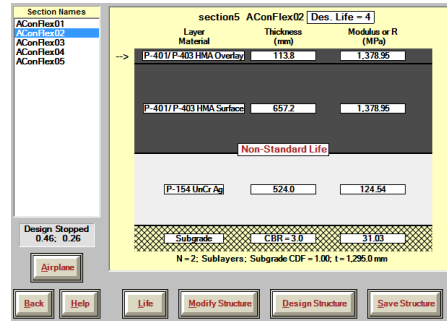 Section Names
AConFlex01
AConFlex02
AConFlex03
AConFlex04
AConFlex05
section5 AConFlex02 Des. Life = 4
Layer Material Thickness (mm) Modulus or R (MPa)
--> P-401/ P-403 HMA Overlay 113.8 1,378.95
P-401/ P-403 HMA Surface 657.2 1,378.95
Non-Standard Life
P-154 UnCr Ag 524.0 124.54
Subgrade CBR = 3.0 31.03
N = 2; Sublayers; Subgrade CDF = 1.00; t = 1,295.0 mm
Design Stopped
0.46; 0.26
Airplane
Back Help Life Modify Structure Design Structure Save Structure